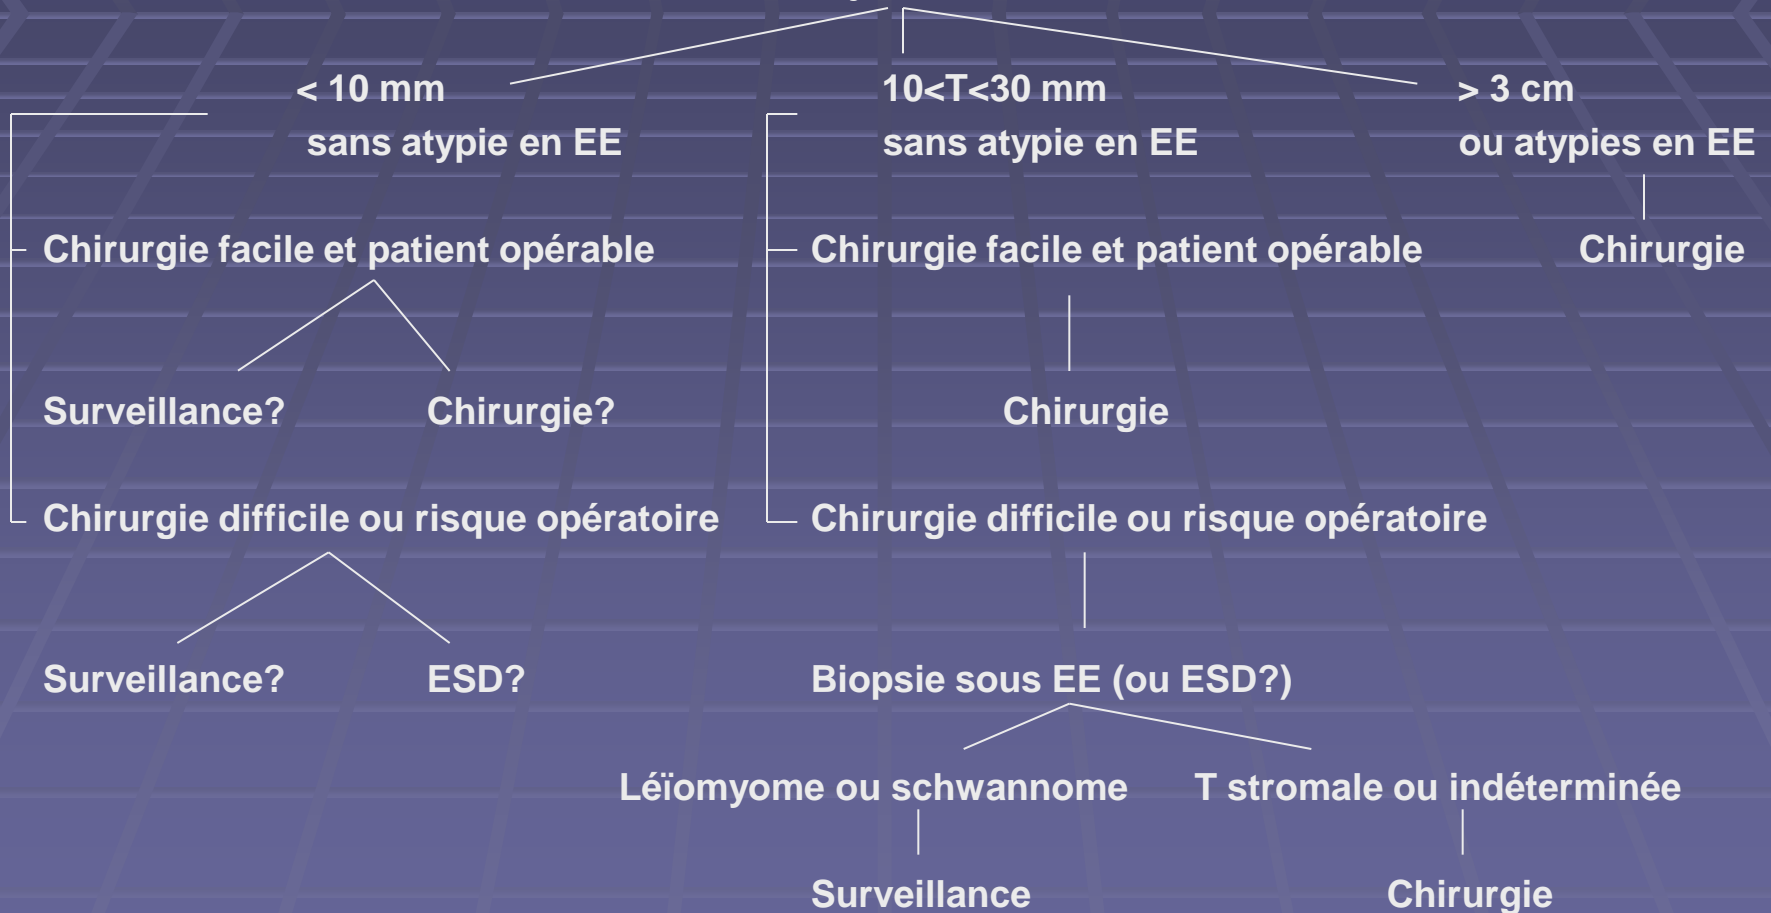 < 10 mm
10<T<30 mm
> 3 cm
sans atypie en EE
sans atypie en EE
ou atypies en EE
Chirurgie facile et patient opérable
Chirurgie facile et patient opérable
Chirurgie
Surveillance?
Chirurgie?
Chirurgie
Chirurgie difficile ou risque opératoire
Chirurgie difficile ou risque opératoire
Surveillance?
ESD?
Biopsie sous EE (ou ESD?)
Léïomyome ou schwannome
T stromale ou indéterminée
Surveillance
Chirurgie